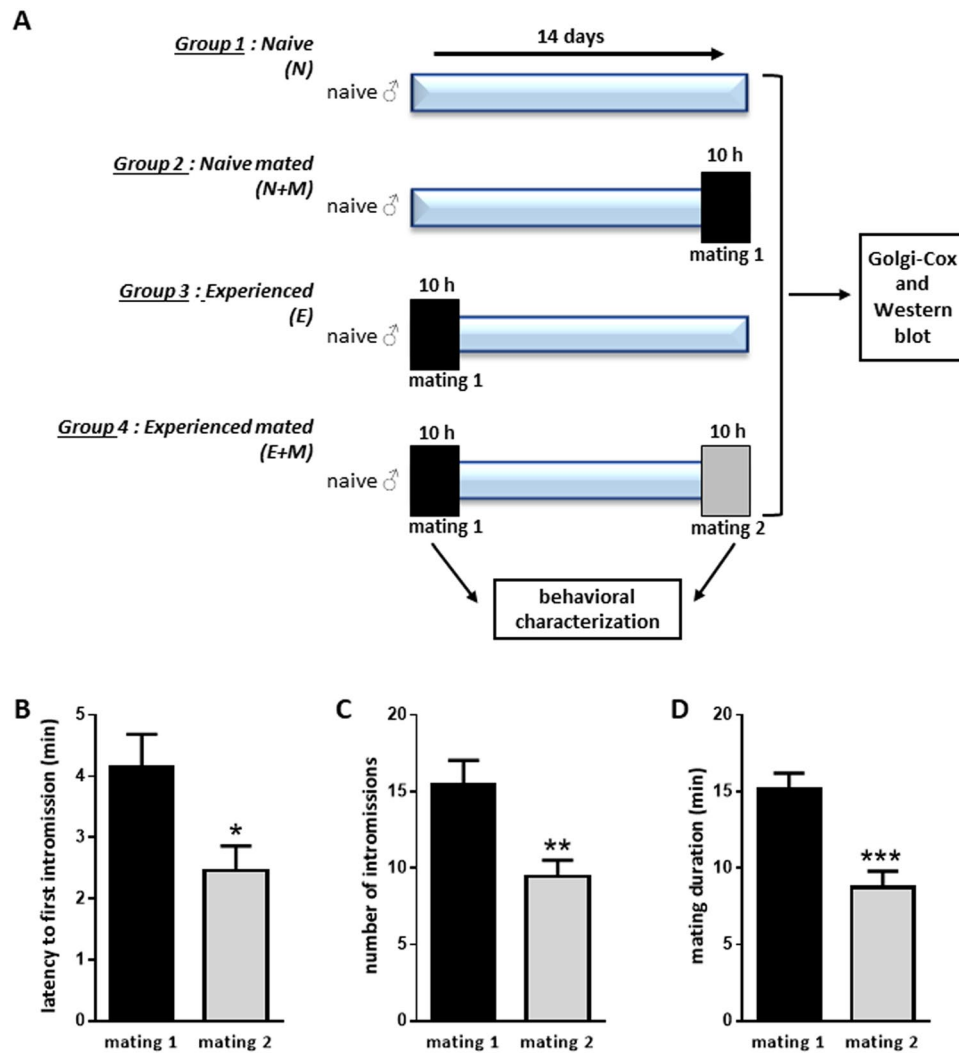 A
Group 1 : Naive
(N)
14 days
naive ♂
Group 2 : Naive mated
(N+M)
10 h
naive ♂
mating 1
Group 3 : Experienced
(E)
10 h
naive ♂
mating 1
Group 4 : Experienced mated
(E+M)
10 h
10 h
naive ♂
mating 1
mating 2
Golgi-Cox
and
Western
blot
behavioral
characterization
B
latency to first intromission (min)
5
4
3
2
1
0
*
mating 1
mating 2
C
number of intromissions
20
15
10
5
0
**
mating 1
mating 2
D
mating duration (min)
20
15
10
5
0
***
mating 1
mating 2